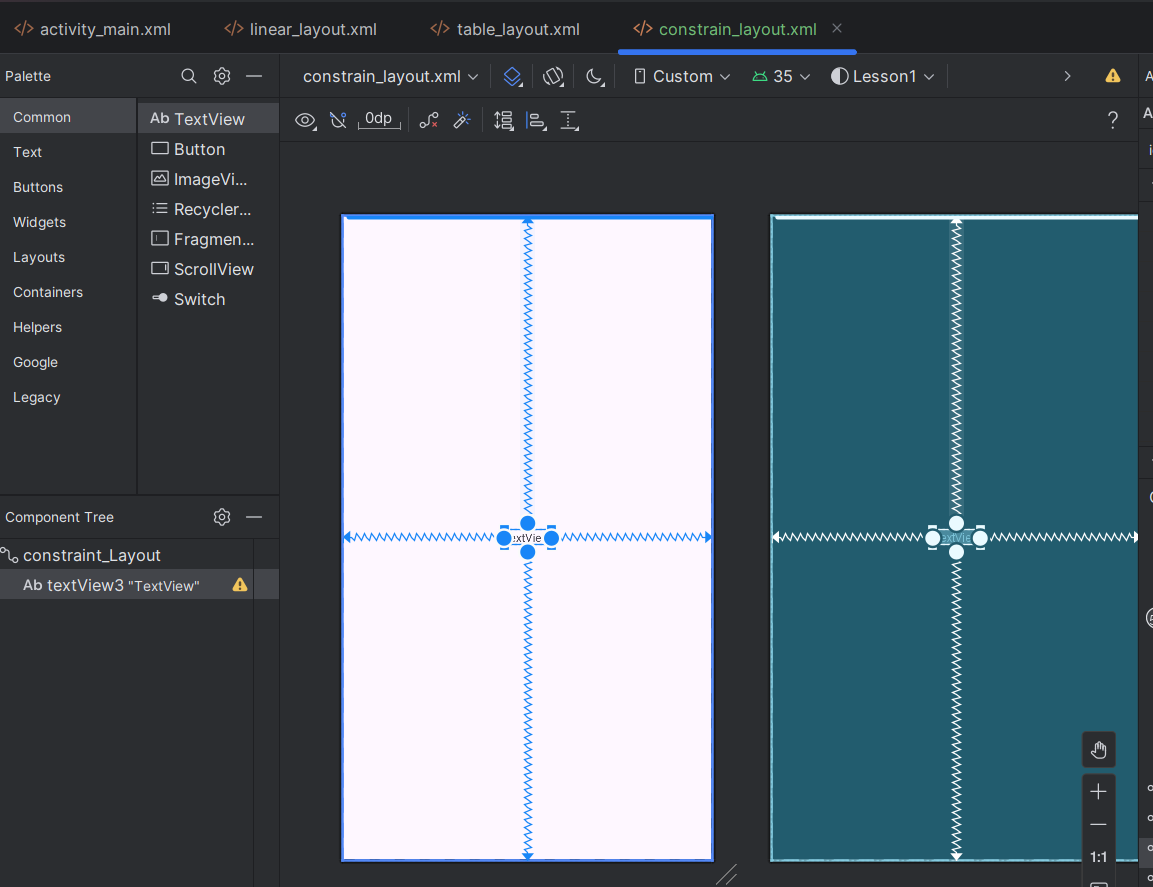 activity_main.xml
linear_layout.xml
table_layout.xml
constrain_layout.xml
Palette
constrain_layout.xml
Custom
35
Lesson1
Common
Text
Buttons
Widgets
Layouts
Containers
Helpers
Google
Legacy
Ab TextView
Button
ImageVi...
Recycler...
Fragmen...
ScrollView
Switch
0dp
?
Component Tree
constraint_Layout
Ab textView3 "TextView"
1:1